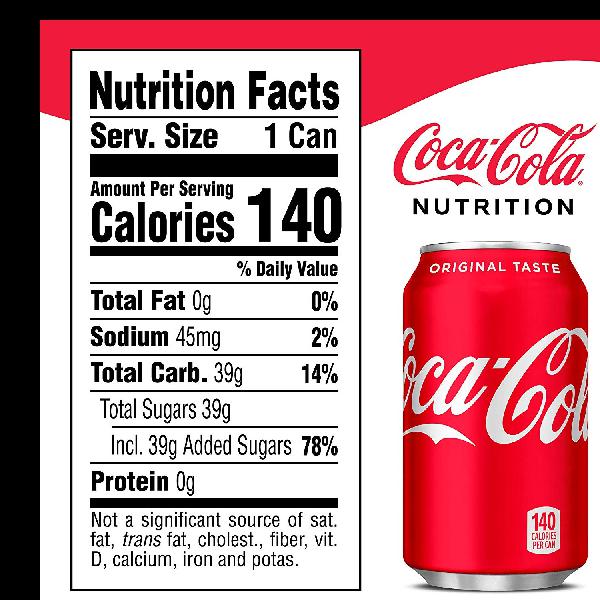 Nutrition Facts
Serv. Size 1 Can
Amount Per Serving
Calories 140
% Daily Value
Total Fat 0g 0%
Sodium 45mg 2%
Total Carb. 39g 14%
Total Sugars 39g
Incl. 39g Added Sugars 78%
Protein 0g
Not a significant source of sat.
fat, trans fat, cholest., fiber, vit.
D, calcium, iron and potas.
Coca-Cola
NUTRITION
ORIGINAL TASTE
Coca-Cola
140
CALORIES
PER CAN